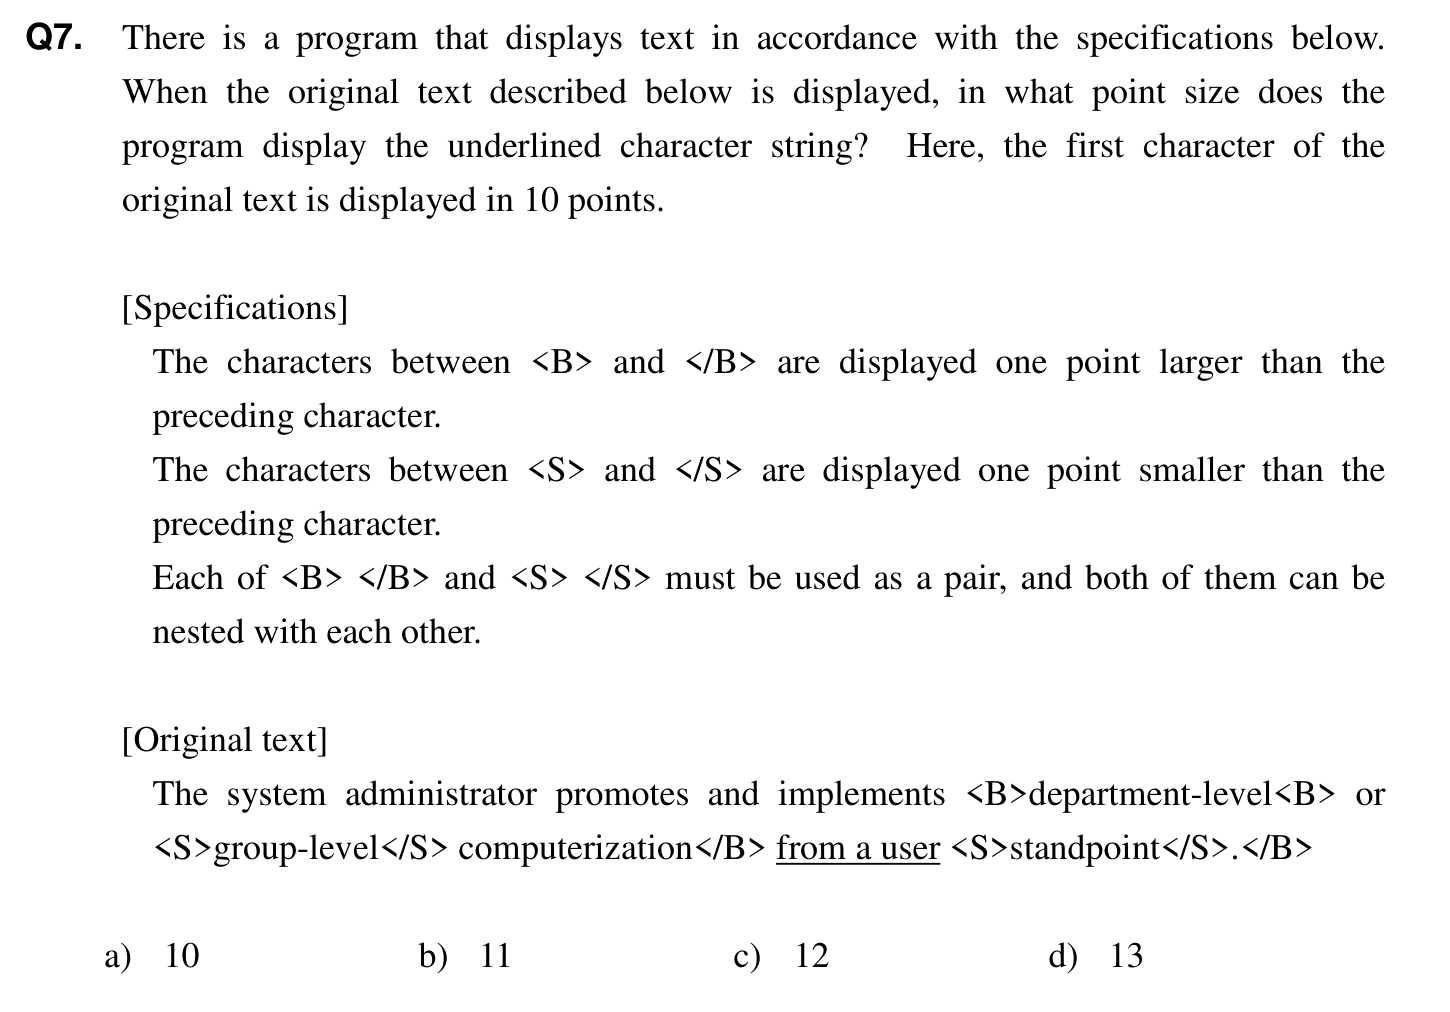 Q7. There is a program that displays text in accordance with the specifications below.
When the original text described below is displayed, in what point size does the
program display the underlined character string? Here, the first character of the
original text is displayed in 10 points.
[Specifications]
The characters between <B> and </B> are displayed one point larger than the
preceding character.
The characters between <S> and </S> are displayed one point smaller than the
preceding character.
Each of <B> </B> and <S> </S> must be used as a pair, and both of them can be
nested with each other.
[Original text]
The system administrator promotes and implements <B>department-level<B> or
<S>group-level</S> computerization</B> from a user <S>standpoint</S>.</B>
a) 10 b) 11 c) 12 d) 13